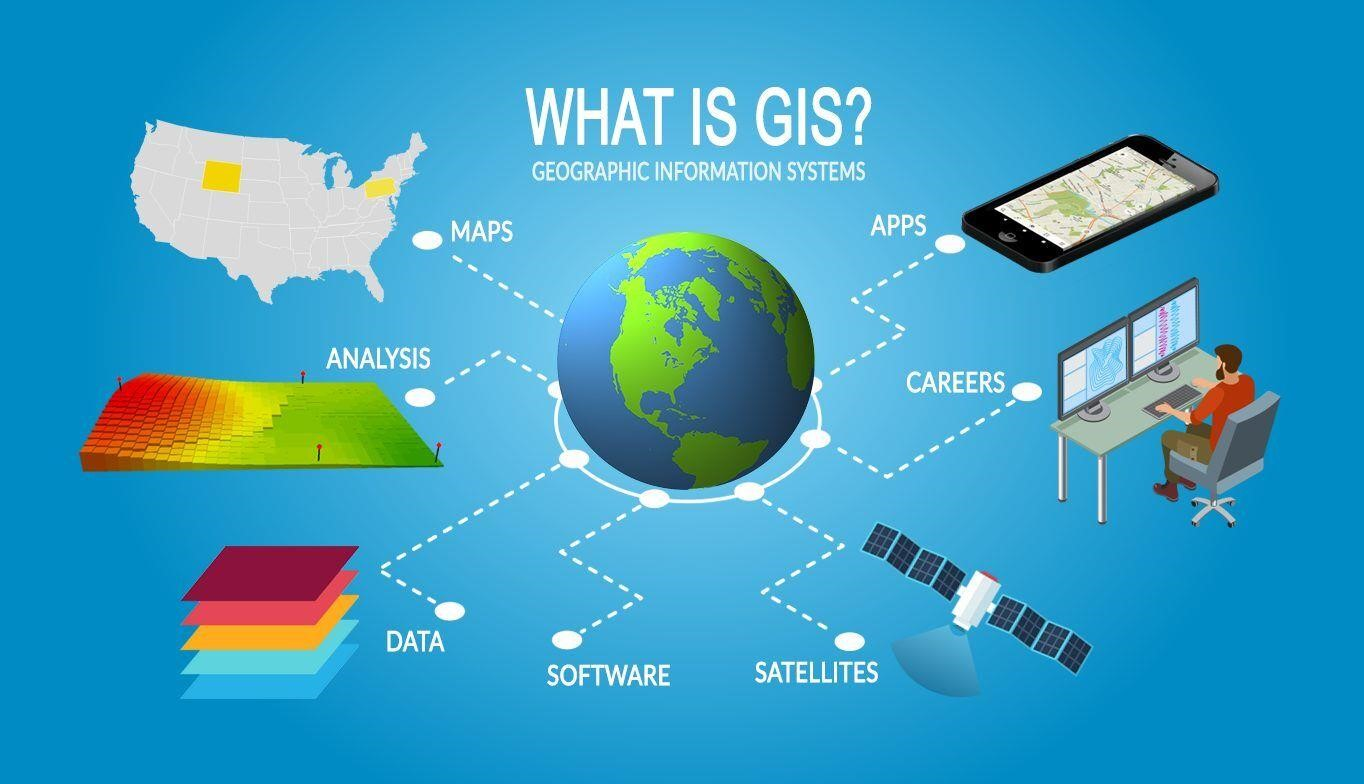 WHAT IS GIS?
GEOGRAPHIC INFORMATION SYSTEMS
MAPS
APPS
ANALYSIS
CAREERS
DATA
SOFTWARE
SATELLITES